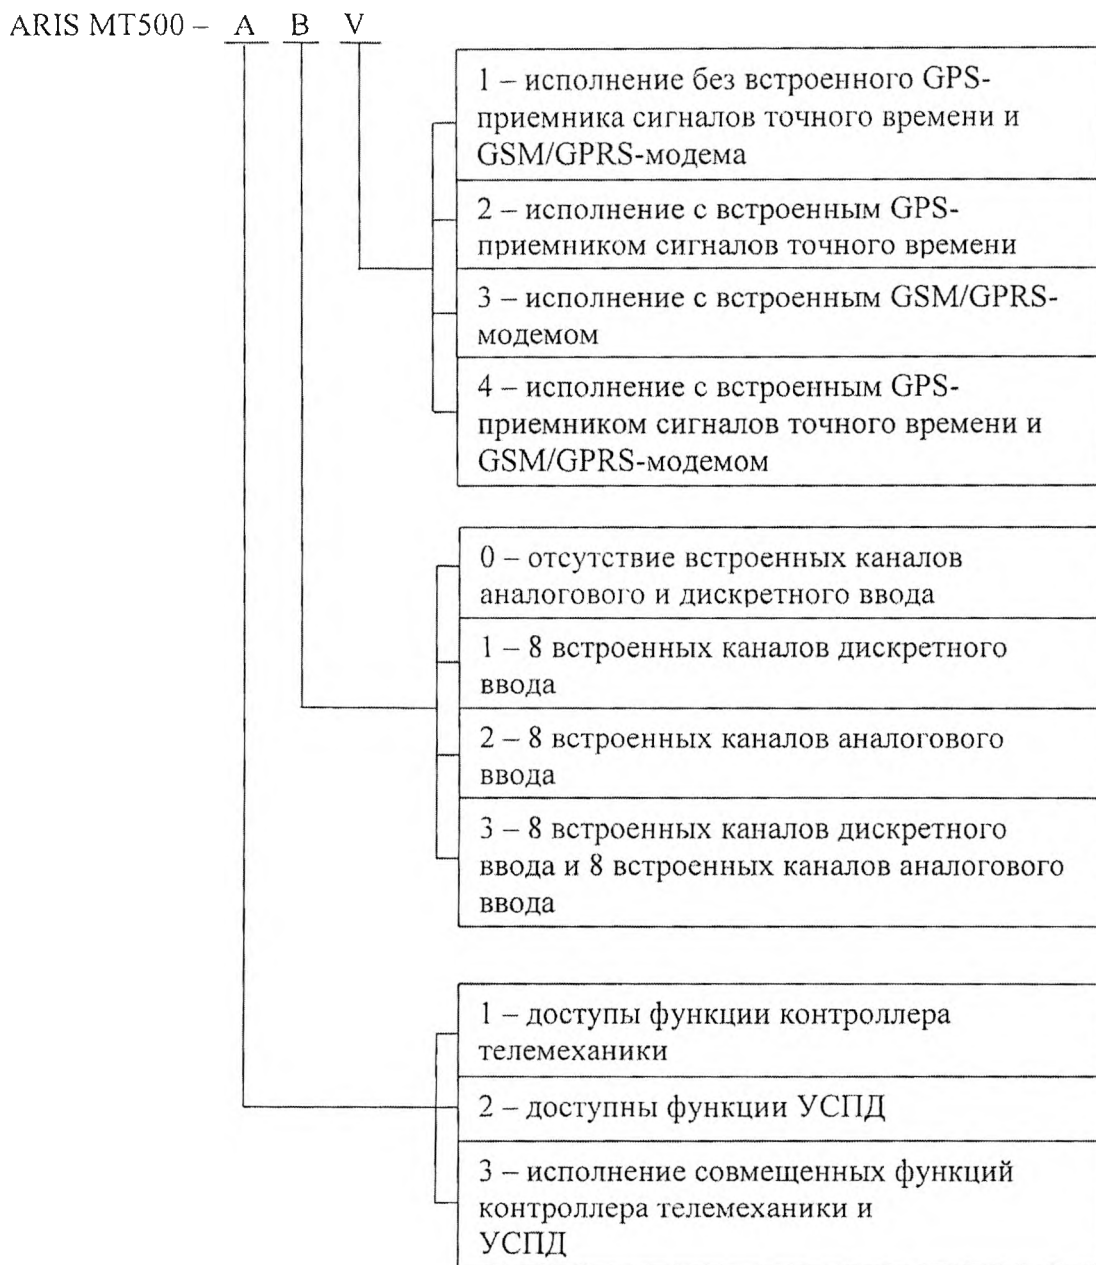 ARIS MT500 – A B V
1 – исполнение без встроенного GPS-
приемника сигналов точного времени и
GSM/GPRS-модема
2 – исполнение с встроенным GPS-
приемником сигналов точного времени
3 – исполнение с встроенным GSM/GPRS-
модемом
4 – исполнение с встроенным GPS-
приемником сигналов точного времени и
GSM/GPRS-модемом
0 – отсутствие встроенных каналов
аналогового и дискретного ввода
1 – 8 встроенных каналов дискретного
ввода
2 – 8 встроенных каналов аналогового
ввода
3 – 8 встроенных каналов дискретного
ввода и 8 встроенных каналов аналогового
ввода
1 – доступы функции контроллера
телемеханики
2 – доступны функции УСПД
3 – исполнение совмещенных функций
контроллера телемеханики и
УСПД